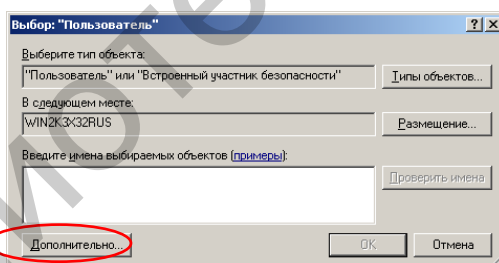 Выбор: "Пользователь"
Выберите тип объекта:
"Пользователь" или "Встроенный участник безопасности"
Типы объектов...
В следующем месте:
WIN2K3X32RUS
Размещение...
Введите имена выбираемых объектов (примеры):
Проверить имена
Дополнительно...
OK
Отмена